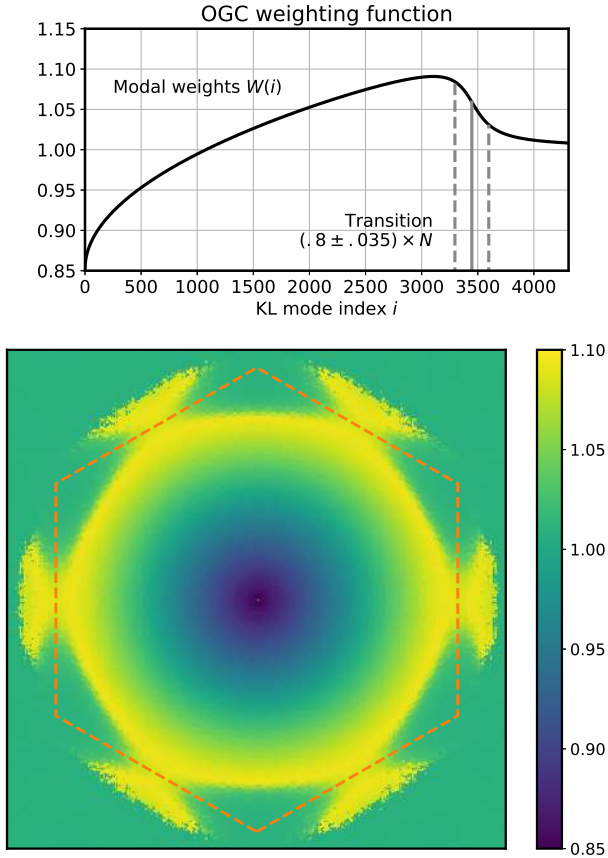 OGC weighting function
1.15
1.10
1.05
1.00
0.95
0.90
0.85
Modal weights W(i)
Transition
(.8 ± .035) × N
0 500 1000 1500 2000 2500 3000 3500 4000
KL mode index i
1.10
1.05
1.00
0.95
0.90
0.85